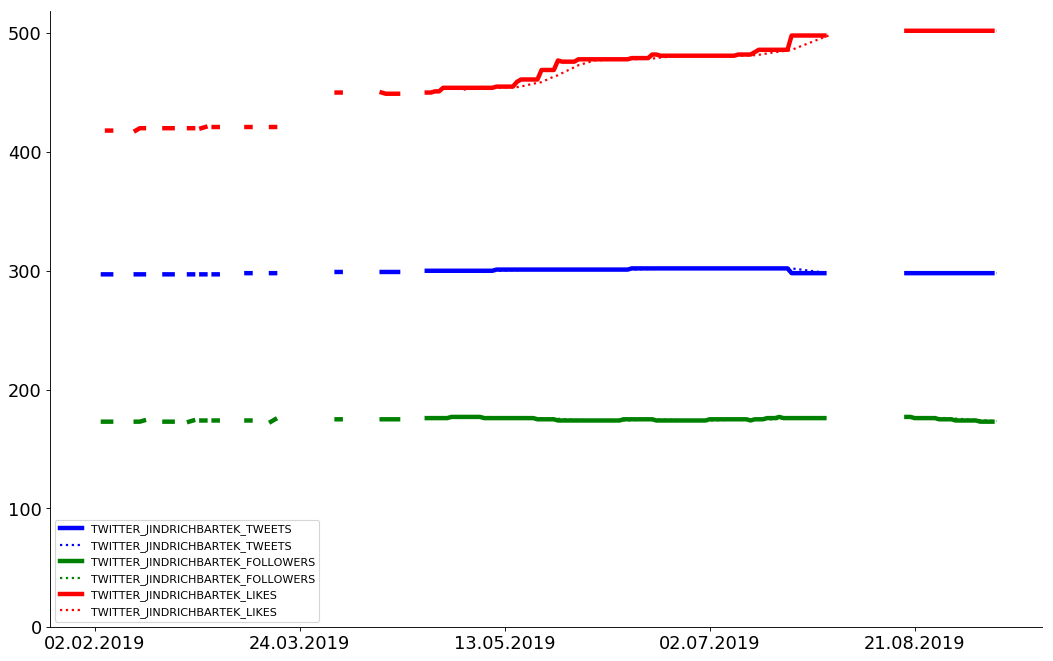 500
400
300
200
100
0
02.02.2019 24.03.2019 13.05.2019 02.07.2019 21.08.2019
TWITTER_JINDRICHBARTEK_TWEETS
TWITTER_JINDRICHBARTEK_TWEETS
TWITTER_JINDRICHBARTEK_FOLLOWERS
TWITTER_JINDRICHBARTEK_FOLLOWERS
TWITTER_JINDRICHBARTEK_LIKES
TWITTER_JINDRICHBARTEK_LIKES